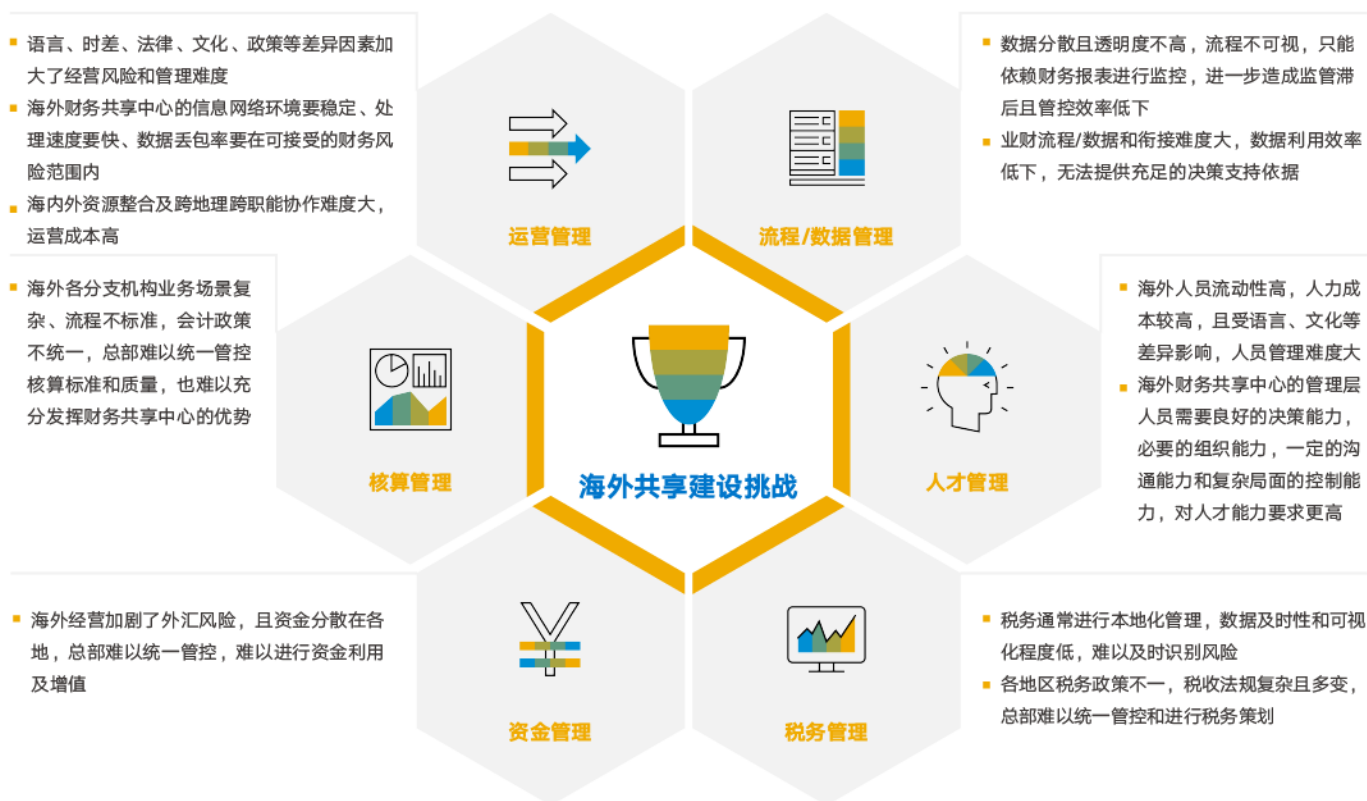 语言、时差、法律、文化、政策等差异因素加
大了经营风险和管理难度
海外财务共享中心的信息网络环境要稳定、处
理速度要快、数据丢包率要在可接受的财务风
险范围内
海内外资源整合及跨地理跨职能协作难度大，
运营成本高
运营管理
数据分散且透明度不高，流程不可视，只能
依赖财务报表进行监控，进一步造成监管滞
后且管控效率低下
业财流程/数据和衔接难度大，数据利用效率
低下，无法提供充足的决策支持依据
流程/数据管理
海外各分支机构业务场景复
杂、流程不标准，会计政策
不统一，总部难以统一管控
核算标准和质量，也难以充
分发挥财务共享中心的优势
核算管理
海外共享建设挑战
海外人员流动性高，人力成
本较高，且受语言、文化等
差异影响，人员管理难度大
海外财务共享中心的管理层
人员需要良好的决策能力，
必要的组织能力，一定的沟
通能力和复杂局面的控制能
力，对人才能力要求更高
人才管理
海外经营加剧了外汇风险，且资金分散在各
地，总部难以统一管控，难以进行资金利用
及增值
资金管理
税务通常进行本地化管理，数据及时性和可视
化程度低，难以及时识别风险
各地区税务政策不一，税收法规复杂且多变，
总部难以统一管控和进行税务策划
税务管理